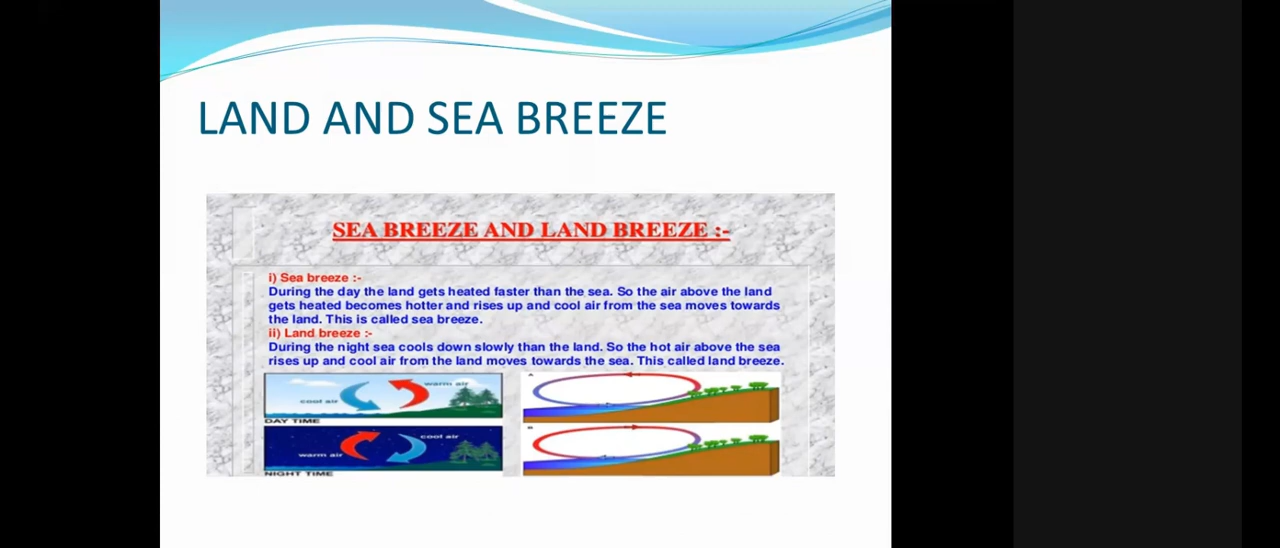 LAND AND SEA BREEZE
SEA BREEZE AND LAND BREEZE :-
i) Sea breeze :-
During the day the land gets heated faster than the sea. So the air above the land
gets heated becomes hotter and rises up and cool air from the sea moves towards
the land. This is called sea breeze.
ii) Land breeze :-
During the night sea cools down slowly than the land. So the hot air above the sea
rises up and cool air from the land moves towards the sea. This called land breeze.
warm air
cool air
DAY TIME
cool air
warm air
NIGHT TIME
A
B